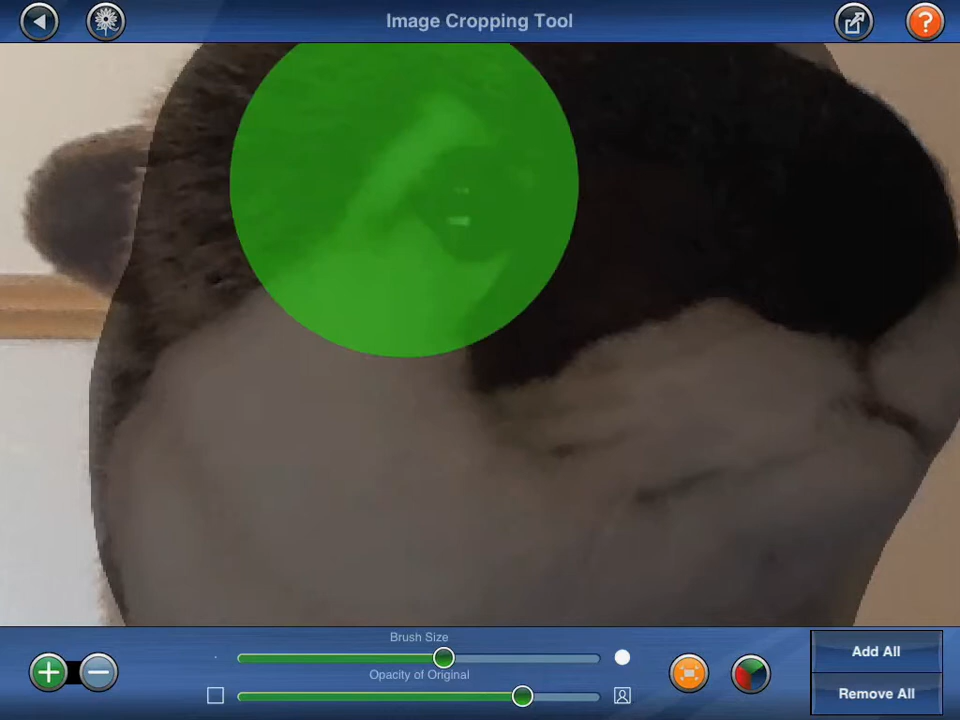 Image Cropping Tool
?
Brush Size
Opacity of Original
Add All
Remove All